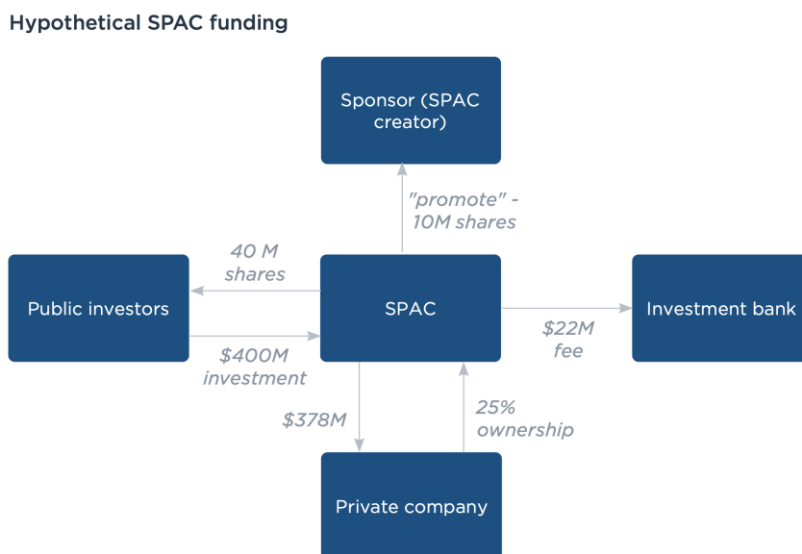 Hypothetical SPAC funding
Sponsor (SPAC
creator)
"promote" -
10M shares
40 M
shares
Public investors
SPAC
Investment bank
$400M
investment
$22M
fee
$378M
25%
ownership
Private company